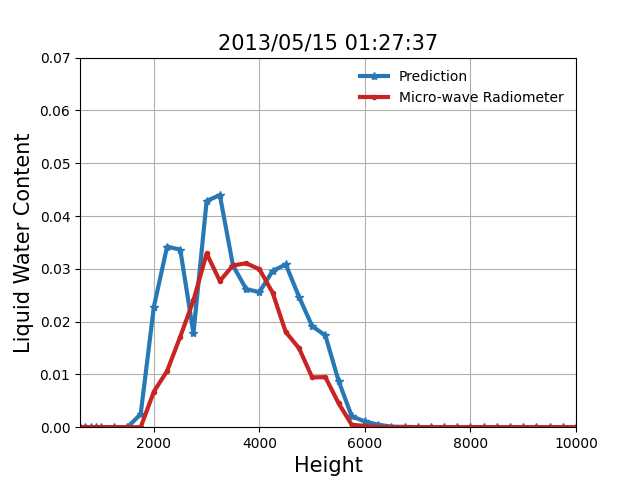 2013/05/15 01:27:37
Prediction
Micro-wave Radiometer
Liquid Water Content
0.07
0.06
0.05
0.04
0.03
0.02
0.01
0.00
2000 4000 6000 8000 10000
Height